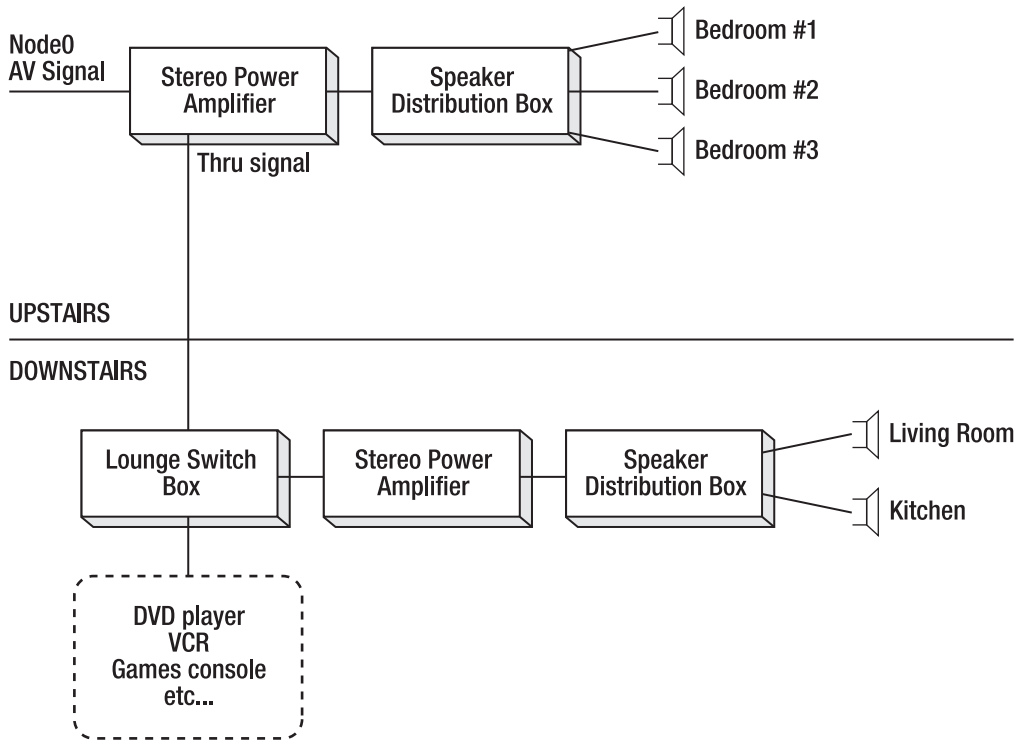 Node0
AV Signal
Stereo Power
Amplifier
Speaker
Distribution Box
Bedroom #1
Bedroom #2
Bedroom #3
Thru signal
UPSTAIRS
DOWNSTAIRS
Lounge Switch
Box
Stereo Power
Amplifier
Speaker
Distribution Box
Living Room
Kitchen
DVD player
VCR
Games console
etc...